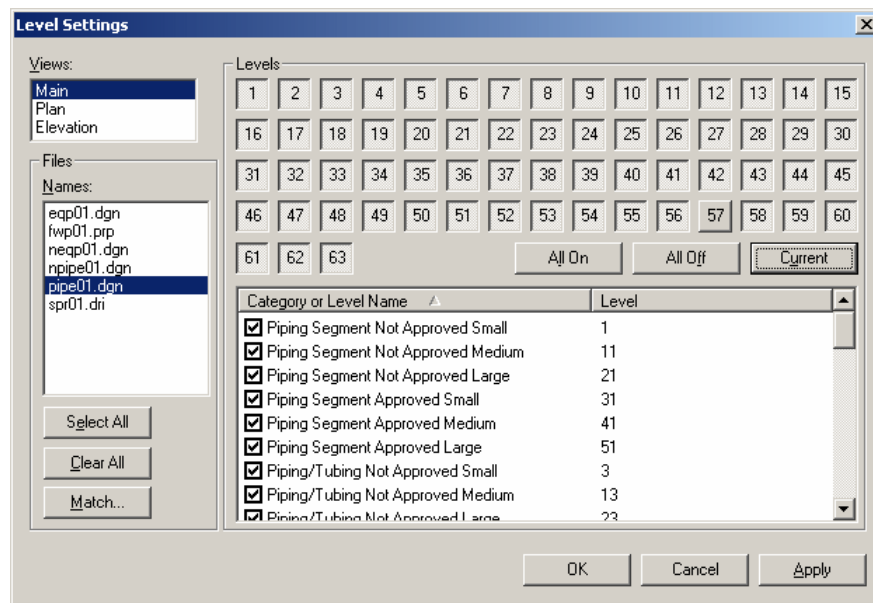 Level Settings
Views:
Main
Plan
Elevation
Files
Names:
eqp01.dgn
fwp01.prp
neqp01.dgn
npipe01.dgn
pipe01.dgn
spr01.dri
Select All
Clear All
Match...
Levels
1 2 3 4 5 6 7 8 9 10 11 12 13 14 15
16 17 18 19 20 21 22 23 24 25 26 27 28 29 30
31 32 33 34 35 36 37 38 39 40 41 42 43 44 45
46 47 48 49 50 51 52 53 54 55 56 57 58 59 60
61 62 63
All On All Off Current
Category or Level Name Level
Piping Segment Not Approved Small 1
Piping Segment Not Approved Medium 11
Piping Segment Not Approved Large 21
Piping Segment Approved Small 31
Piping Segment Approved Medium 41
Piping Segment Approved Large 51
Piping/Tubing Not Approved Small 3
Piping/Tubing Not Approved Medium 13
Piping/Tubing Not Approved Large 23
OK Cancel Apply